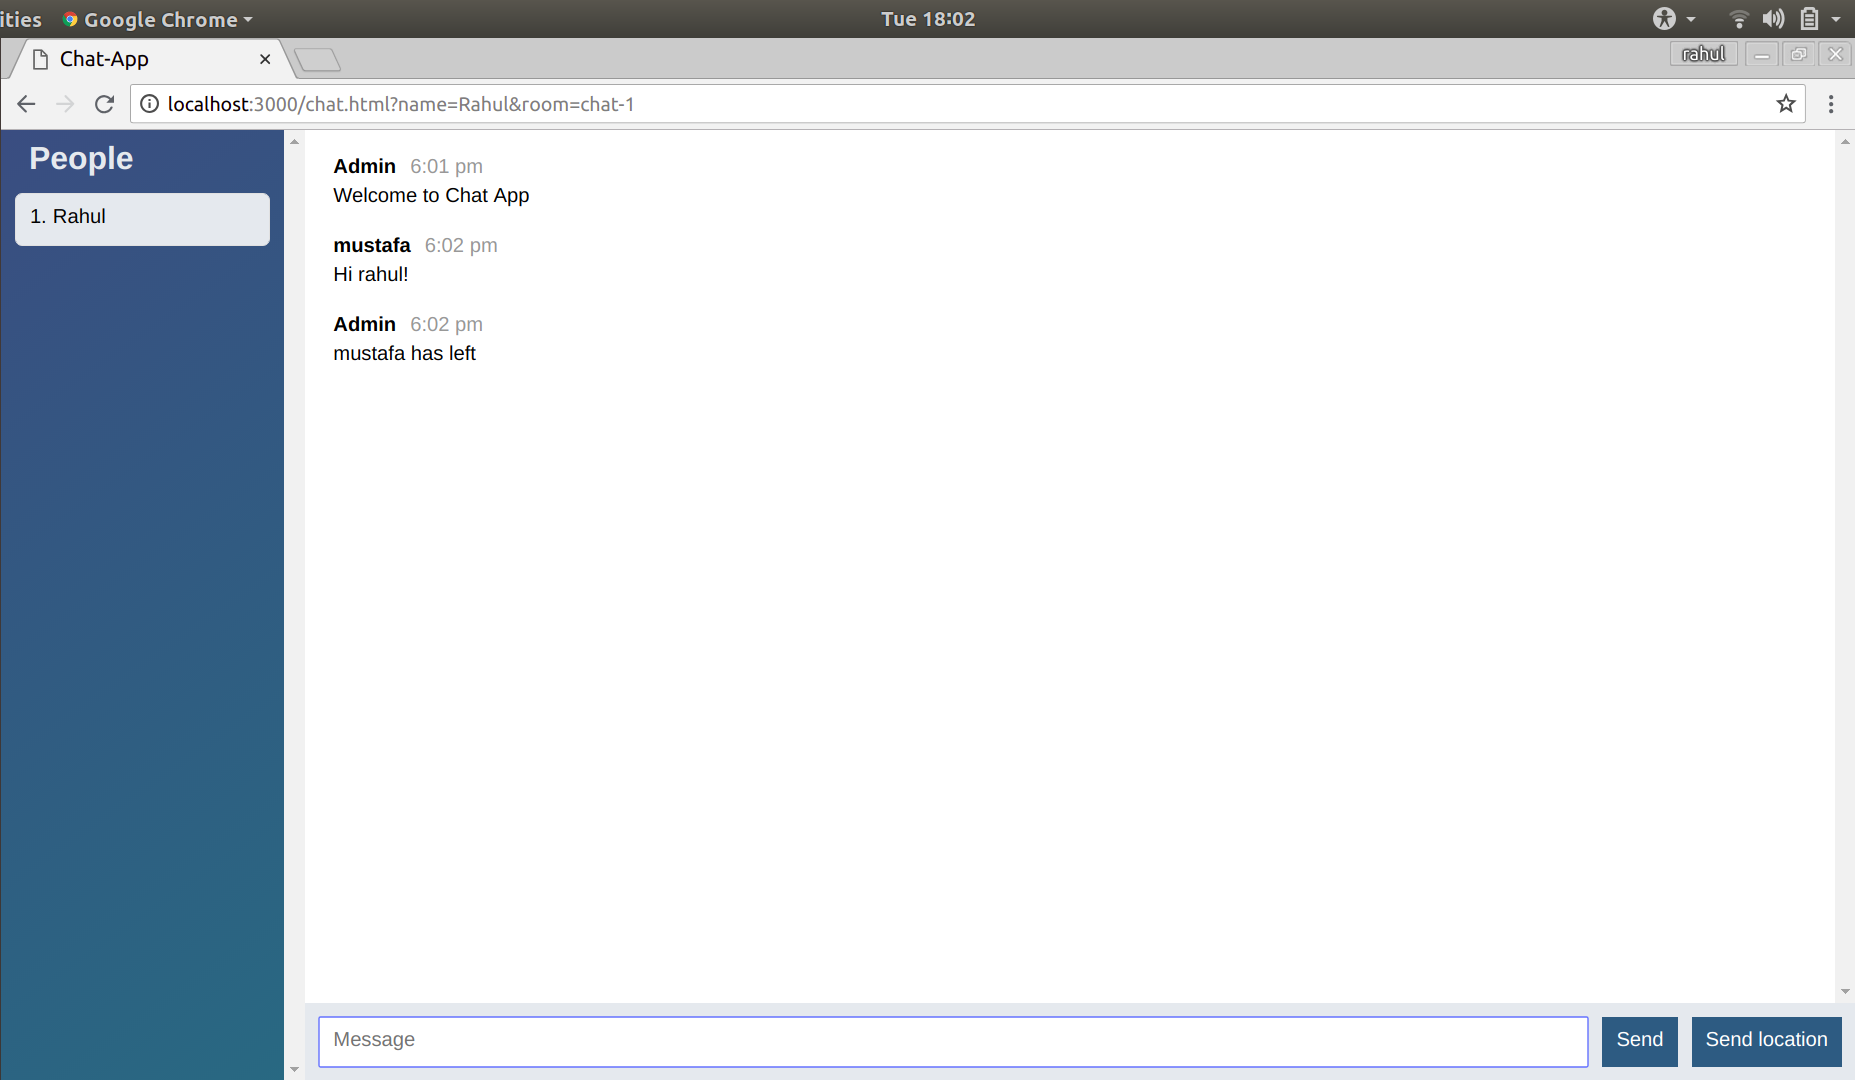 ities Google Chrome Tue 18:02
Chat-App rahul
localhost:3000/chat.html?name=Rahul&room=chat-1
People
1. Rahul
Admin 6:01 pm
Welcome to Chat App
mustafa 6:02 pm
Hi rahul!
Admin 6:02 pm
mustafa has left
Message Send Send location